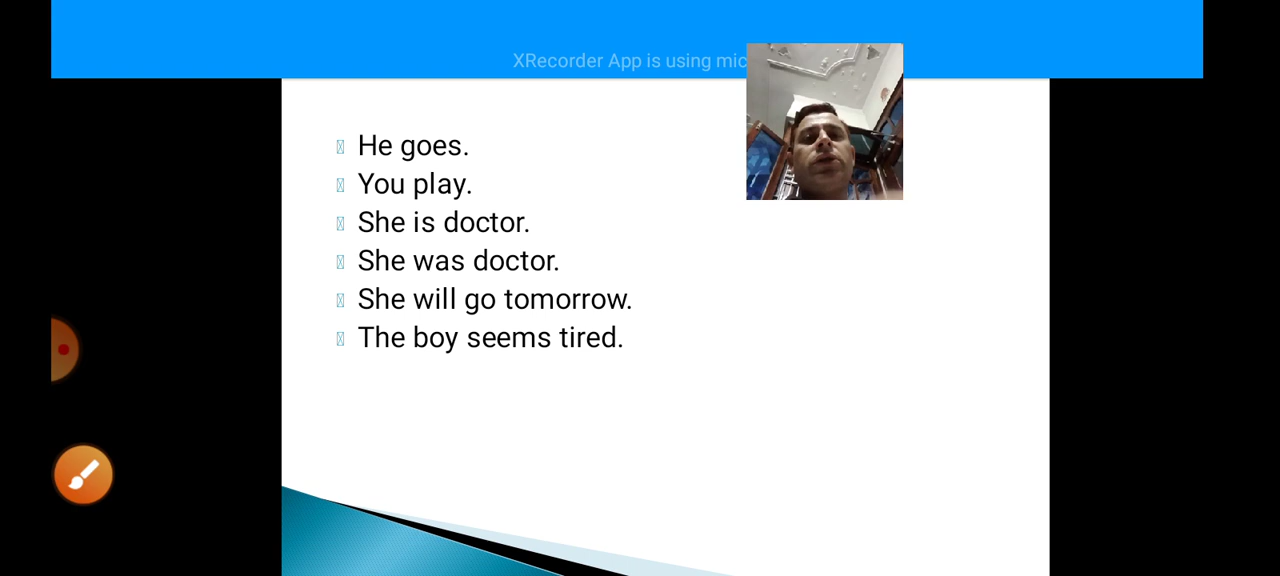 XRecorder App is using mic
He goes.
You play.
She is doctor.
She was doctor.
She will go tomorrow.
The boy seems tired.